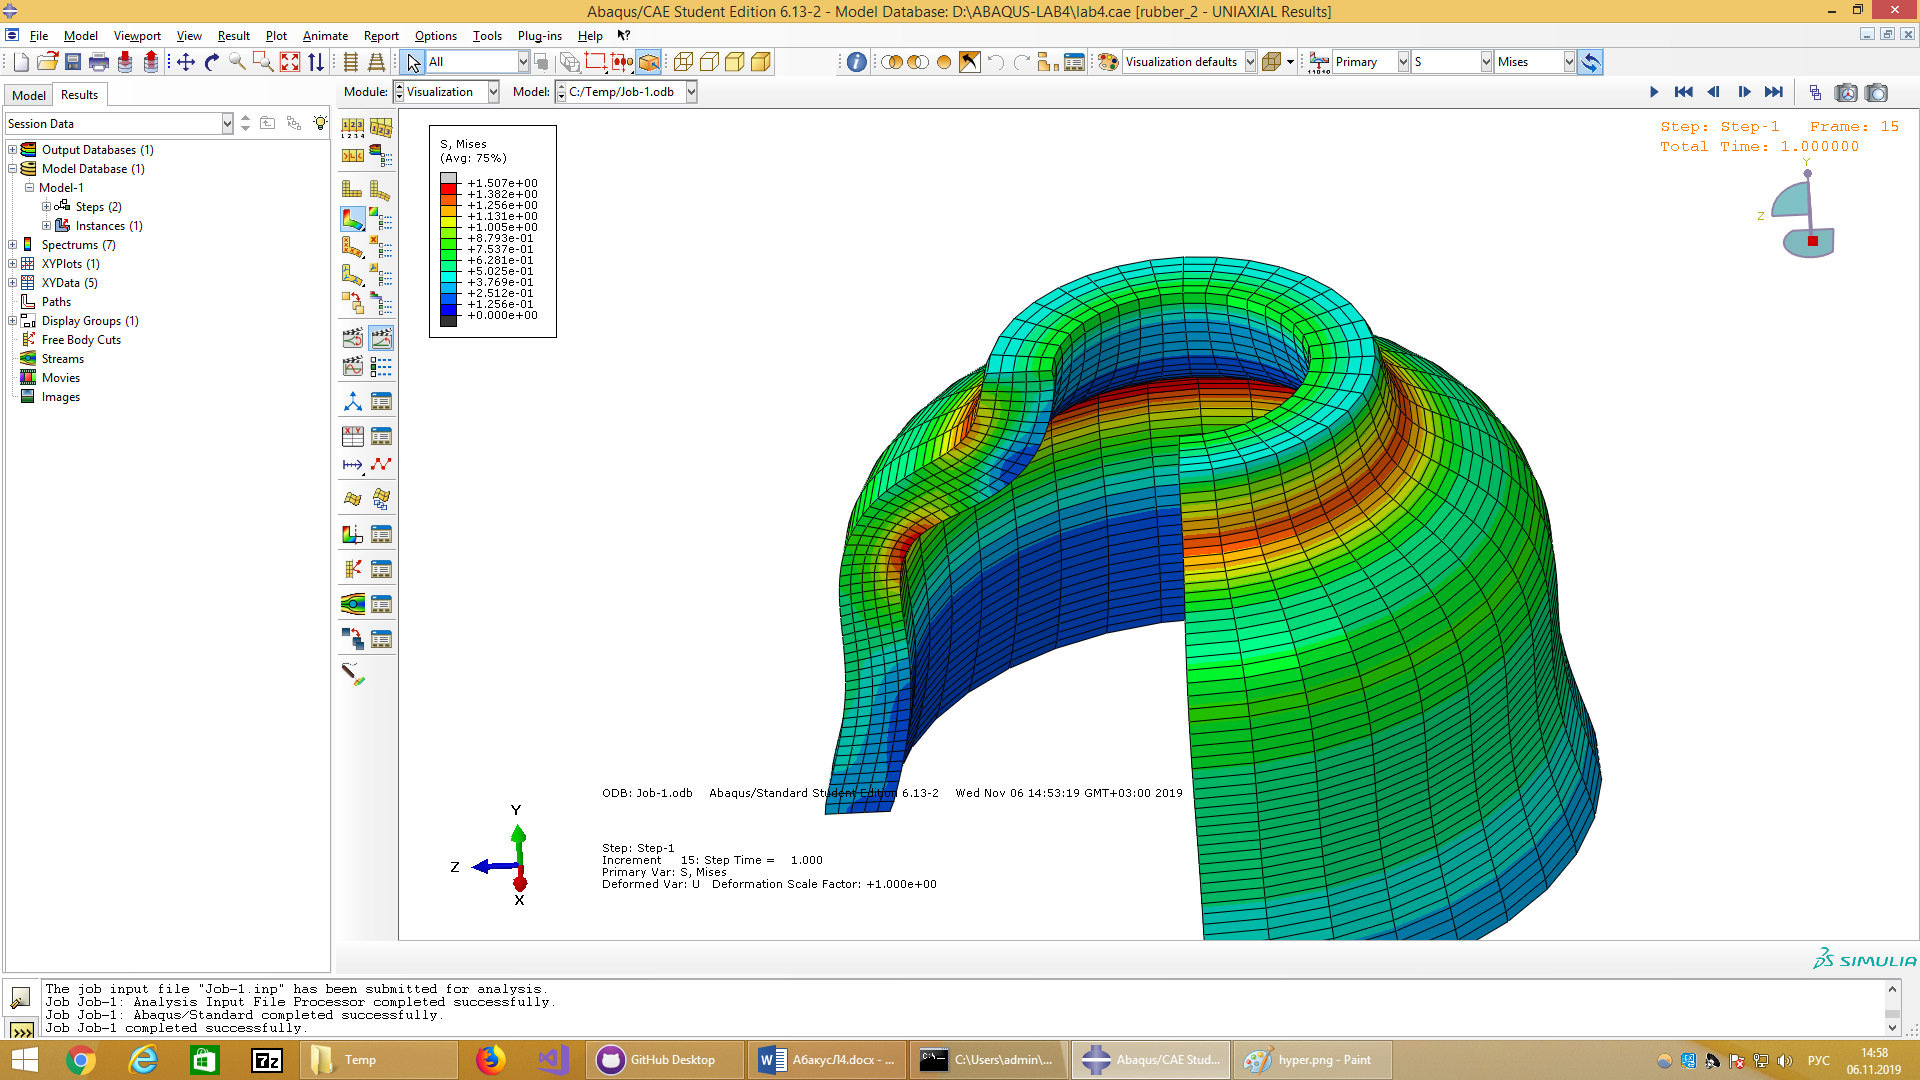 Abaqus/CAE Student Edition 6.13-2 - Model Database: D:\ABAQUS-LAB4\lab4.cae [rubber_2 - UNIAXIAL Results]
File Model Viewport View Result Plot Animate Report Options Tools Plug-ins Help
All Visualization defaults Primary S Mises
Model Results
Module: Visualization Model: C:/Temp/Job-1.odb
Session Data
Output Databases (1)
Model Database (1)
Model-1
Steps (2)
Instances (1)
Spectrums (7)
XYPlots (1)
XYData (5)
Paths
Display Groups (1)
Free Body Cuts
Streams
Movies
Images
S, Mises
(Avg: 75%)
+1.507e+00
+1.382e+00
+1.256e+00
+1.131e+00
+1.005e+00
+8.793e-01
+7.537e-01
+6.281e-01
+5.025e-01
+3.769e-01
+2.512e-01
+1.256e-01
+0.000e+00
Step: Step-1 Frame: 15
Total Time: 1.000000
Y
Z
Y
Z
X
ODB: Job-1.odb Abaqus/Standard Student Edition 6.13-2 Wed Nov 06 14:53:19 GMT+03:00 2019
Step: Step-1
Increment 15: Step Time = 1.000
Primary Var: S, Mises
Deformed Var: U Deformation Scale Factor: +1.000e+00
SIMULIA
The job input file "Job-1.inp" has been submitted for analysis.
Job Job-1: Analysis Input File Processor completed successfully.
Job Job-1: Abaqus/Standard completed successfully.
Job Job-1 completed successfully.
Temp
GitHub Desktop
АбакусЛ4.docx - ...
C:\Users\admin\...
Abaqus/CAE Stud...
hyper.png - Paint
РУС
14:58
06.11.2019